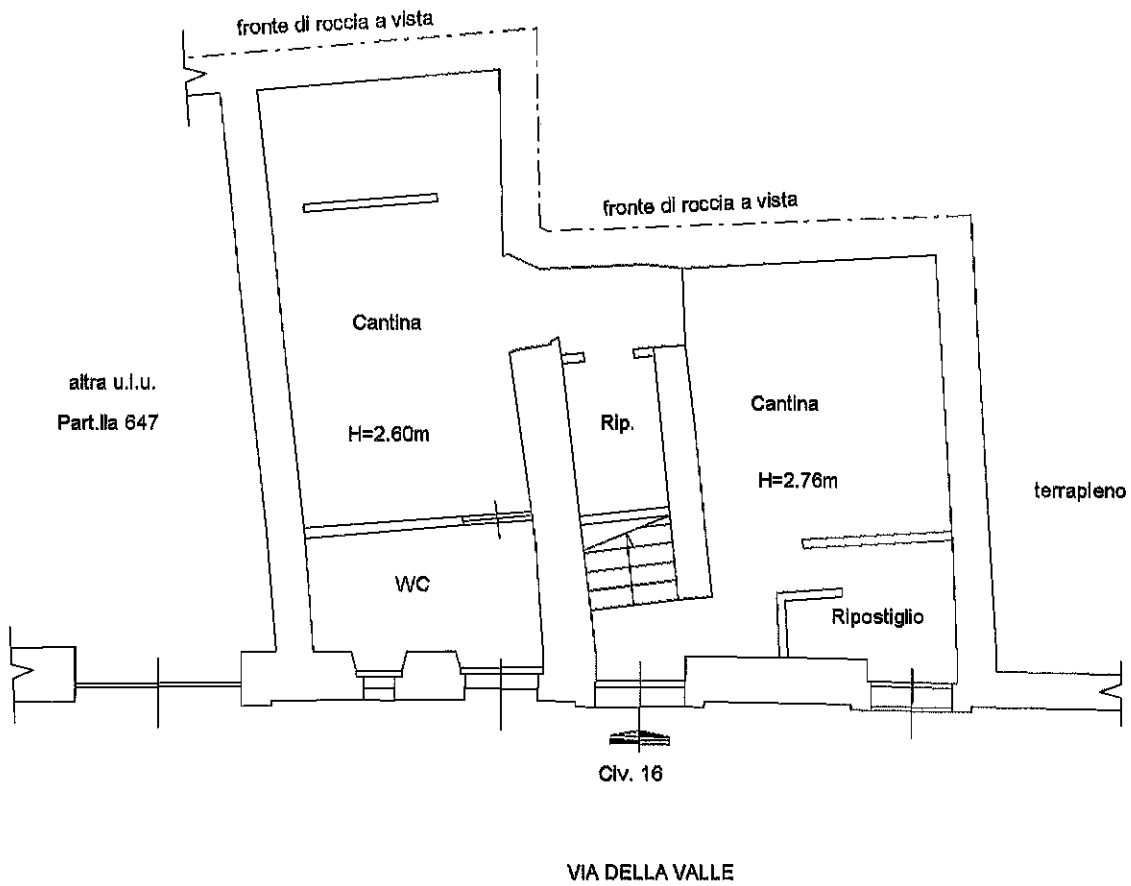 fronte di roccia a vista
fronte di roccia a vista
Cantina
altra u.i.u.
Part.lla 647
H=2.60m
Rip.
Cantina
H=2.76m
terrapieno
WC
Ripostiglio
Civ. 16
VIA DELLA VALLE